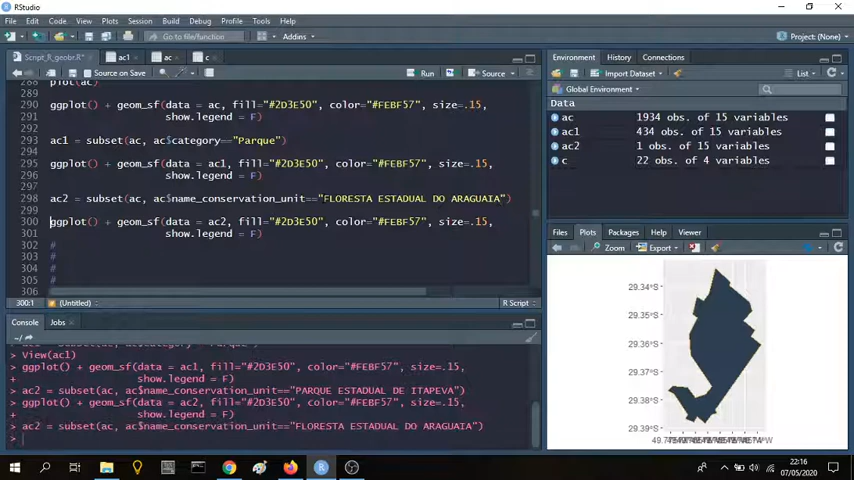 RStudio
File Edit Code View Plots Session Build Debug Profile Tools Help
Go to file/function Addins Project: (None)
Script_R_geobr.R* ac1 ac c
Source on Save Run Source
288 plot(ac)
289
290 ggplot() + geom_sf(data = ac, fill="#2D3E50", color="#FEBF57", size=.15,
291 show.legend = F)
292
293 ac1 = subset(ac, ac$category=="Parque")
294
295 ggplot() + geom_sf(data = ac1, fill="#2D3E50", color="#FEBF57", size=.15,
296 show.legend = F)
297
298 ac2 = subset(ac, ac$name_conservation_unit=="FLORESTA ESTADUAL DO ARAGUAIA")
299
300 ggplot() + geom_sf(data = ac2, fill="#2D3E50", color="#FEBF57", size=.15,
301 show.legend = F)
302 #
303 #
304 #
305 #
306
300:1 (Untitled) R Script
Console Jobs
~/
> View(ac1)
> ggplot() + geom_sf(data = ac1, fill="#2D3E50", color="#FEBF57", size=.15,
+ show.legend = F)
> ac2 = subset(ac, ac$name_conservation_unit=="PARQUE ESTADUAL DE ITAPEVA")
> ggplot() + geom_sf(data = ac2, fill="#2D3E50", color="#FEBF57", size=.15,
+ show.legend = F)
> ac2 = subset(ac, ac$name_conservation_unit=="FLORESTA ESTADUAL DO ARAGUAIA")
>
Environment History Connections
Import Dataset List
Global Environment
Data
ac 1934 obs. of 15 variables
ac1 434 obs. of 15 variables
ac2 1 obs. of 15 variables
c 22 obs. of 4 variables
Files Plots Packages Help Viewer
Zoom Export
29.34°S
29.35°S
29.36°S
29.37°S
29.38°S
29.39°S
22:16
07/05/2020